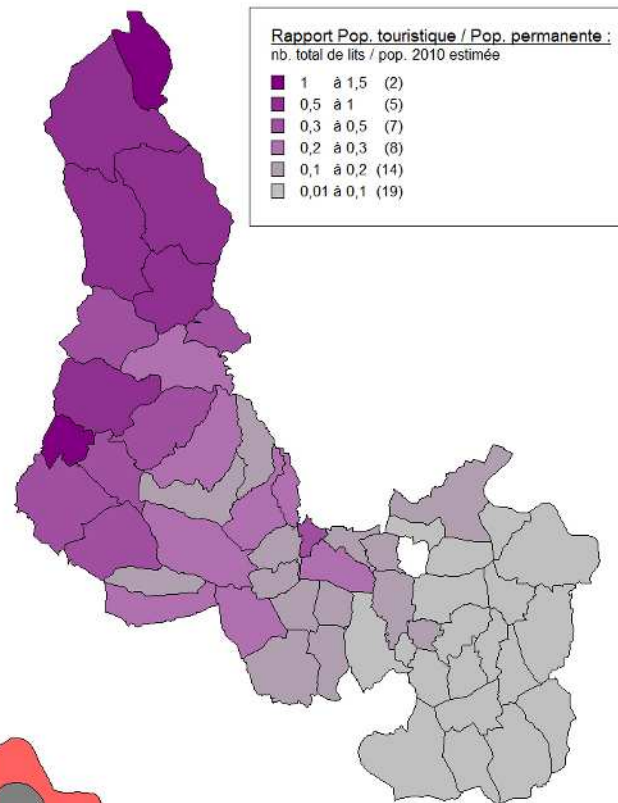 Rapport Pop. touristique / Pop. permanente :
nb. total de lits / pop. 2010 estimée
1 à 1,5 (2)
0,5 à 1 (5)
0,3 à 0,5 (7)
0,2 à 0,3 (8)
0,1 à 0,2 (14)
0,01 à 0,1 (19)